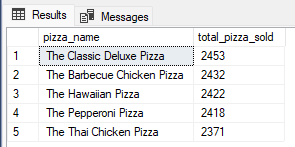 Results Messages
pizza_name total_pizza_sold
1 The Classic Deluxe Pizza 2453
2 The Barbecue Chicken Pizza 2432
3 The Hawaiian Pizza 2422
4 The Pepperoni Pizza 2418
5 The Thai Chicken Pizza 2371